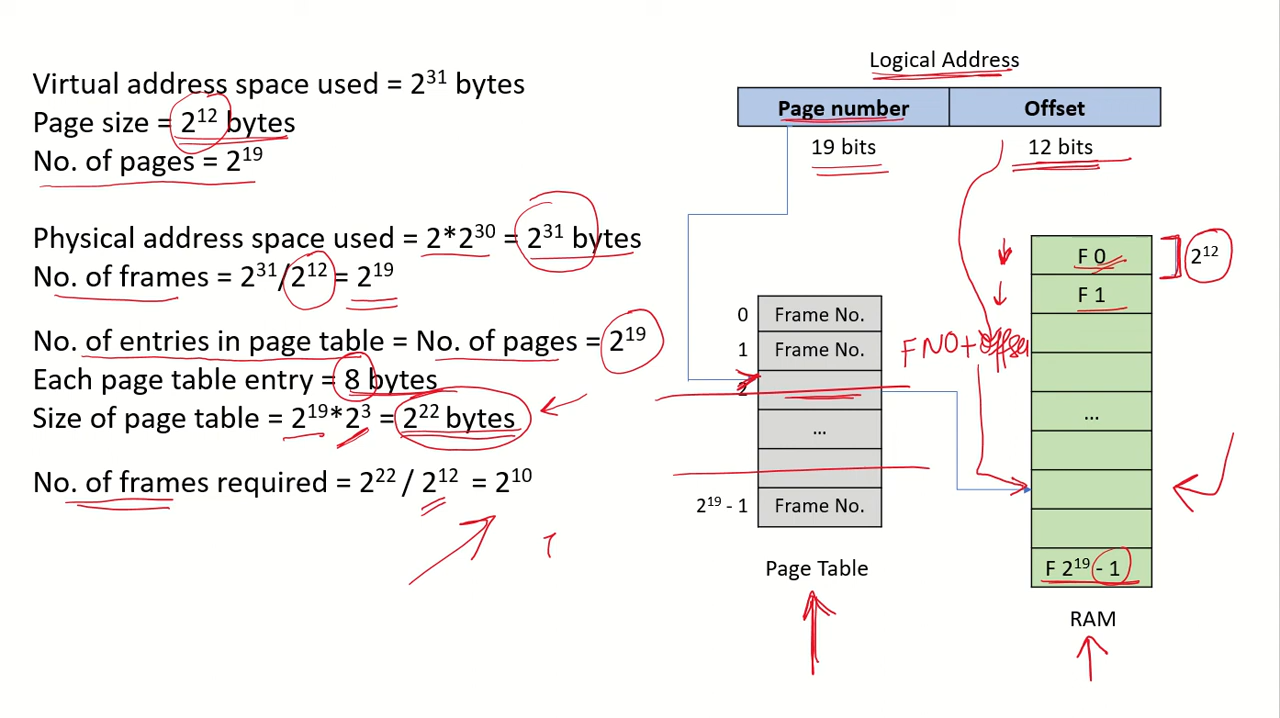 Virtual address space used = 2³¹ bytes
Page size = 2¹² bytes
No. of pages = 2¹⁹
Physical address space used = 2*2³⁰ = 2³¹ bytes
No. of frames = 2³¹/2¹² = 2¹⁹
No. of entries in page table = No. of pages = 2¹⁹
Each page table entry = 8 bytes
Size of page table = 2¹⁹*2³ = 2²² bytes
No. of frames required = 2²² / 2¹² = 2¹⁰
Logical Address
Page number Offset
19 bits 12 bits
0 Frame No.
1 Frame No.
2
...
2¹⁹ - 1 Frame No.
Page Table
FNO+offset
F 0 2¹²
F 1
...
F 2¹⁹ - 1
RAM